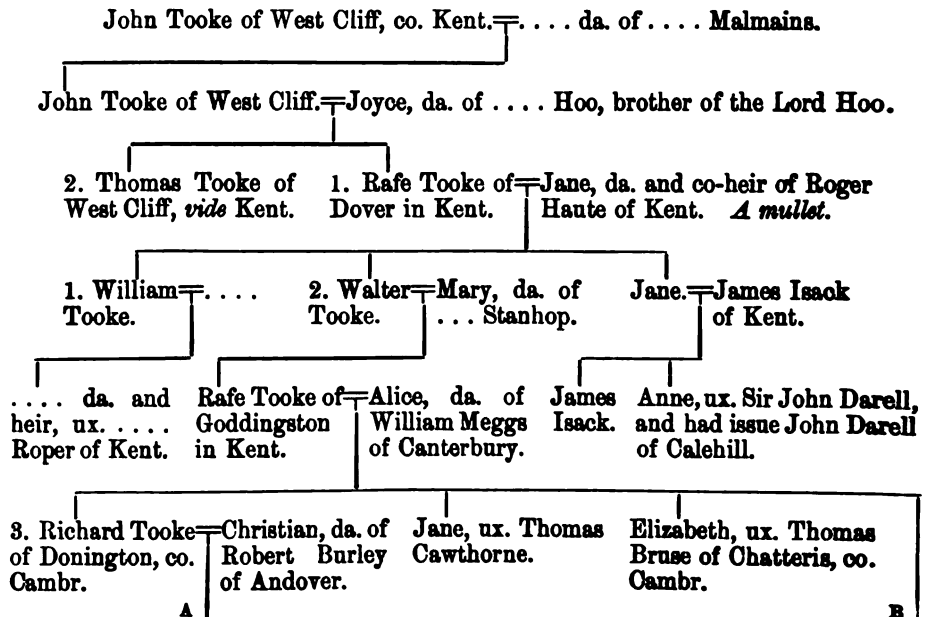 John Tooke of West Cliff, co. Kent.=. . . . da. of . . . . Malmains.
John Tooke of West Cliff.=Joyce, da. of . . . . Hoo, brother of the Lord Hoo.
2. Thomas Tooke of
West Cliff, vide Kent.
1. Rafe Tooke of=
Dover in Kent.
Jane, da. and co-heir of Roger
Haute of Kent. A mullet.
1. William=. . . .
Tooke.
2. Walter=
Tooke.
Mary, da. of
. . . Stanhop.
Jane.=
James Isack
of Kent.
. . . . da. and
heir, ux. . . . . .
Roper of Kent.
Rafe Tooke of=
Goddington
in Kent.
Alice, da. of
William Meggs
of Canterbury.
James
Isack.
Anne, ux. Sir John Darell,
and had issue John Darell
of Calehill.
3. Richard Tooke=
of Donington, co.
Cambr.
Christian, da. of
Robert Burley
of Andover.
Jane, ux. Thomas
Cawthorne.
Elizabeth, ux. Thomas
Bruse of Chatteris, co.
Cambr.
A
B